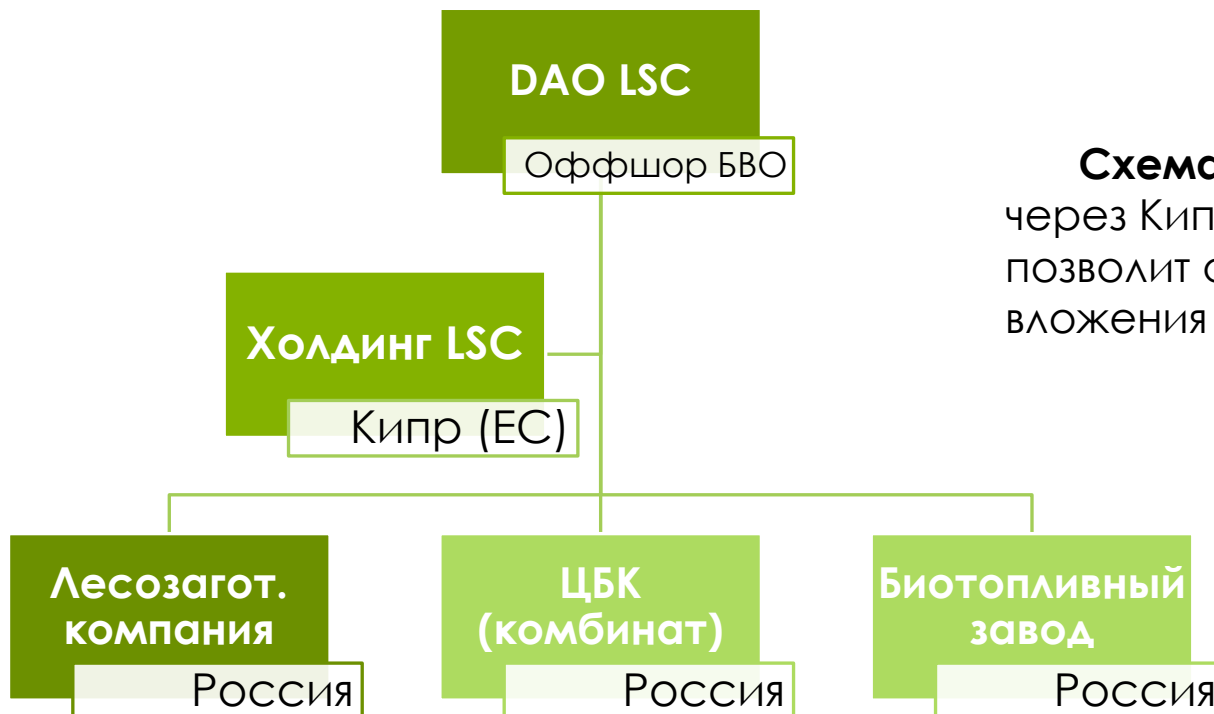 DAO LSC
Оффшор БВО
Схема
через Кип
позволит
вложения
Холдинг LSC
Кипр (ЕС)
Лесозагот.
компания
Россия
ЦБК
(комбинат)
Россия
Биотопливный
завод
Россия